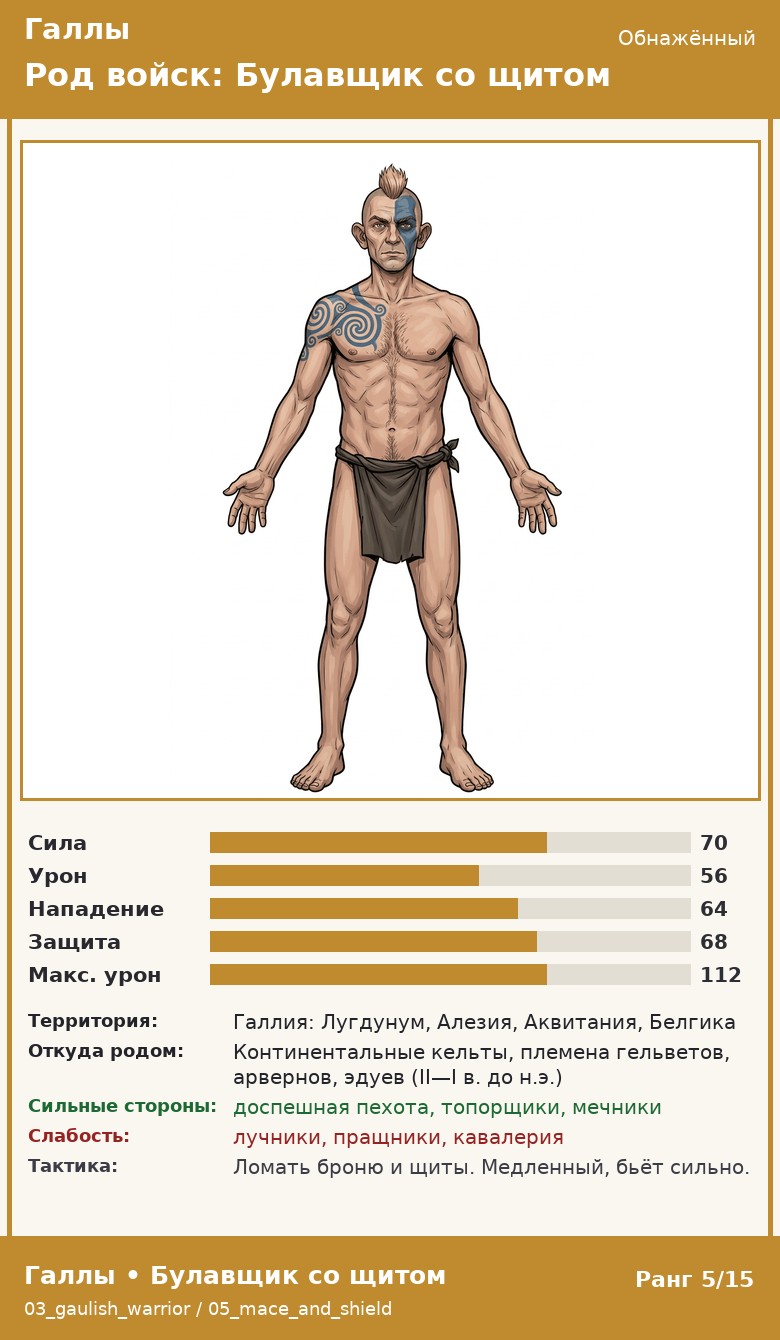 Галлы
Обнажённый
Род войск: Булавщик со щитом
Сила 70
Урон 56
Нападение 64
Защита 68
Макс. урон 112
Территория: Галлия: Лугдунум, Алезия, Аквитания, Белгика
Откуда родом: Континентальные кельты, племена гельветов,
арвернов, эдуев (II—I в. до н.э.)
Сильные стороны: доспешная пехота, топорщики, мечники
Слабость: лучники, пращники, кавалерия
Тактика: Ломать броню и щиты. Медленный, бьёт сильно.
Галлы • Булавщик со щитом
Ранг 5/15
03_gaulish_warrior / 05_mace_and_shield